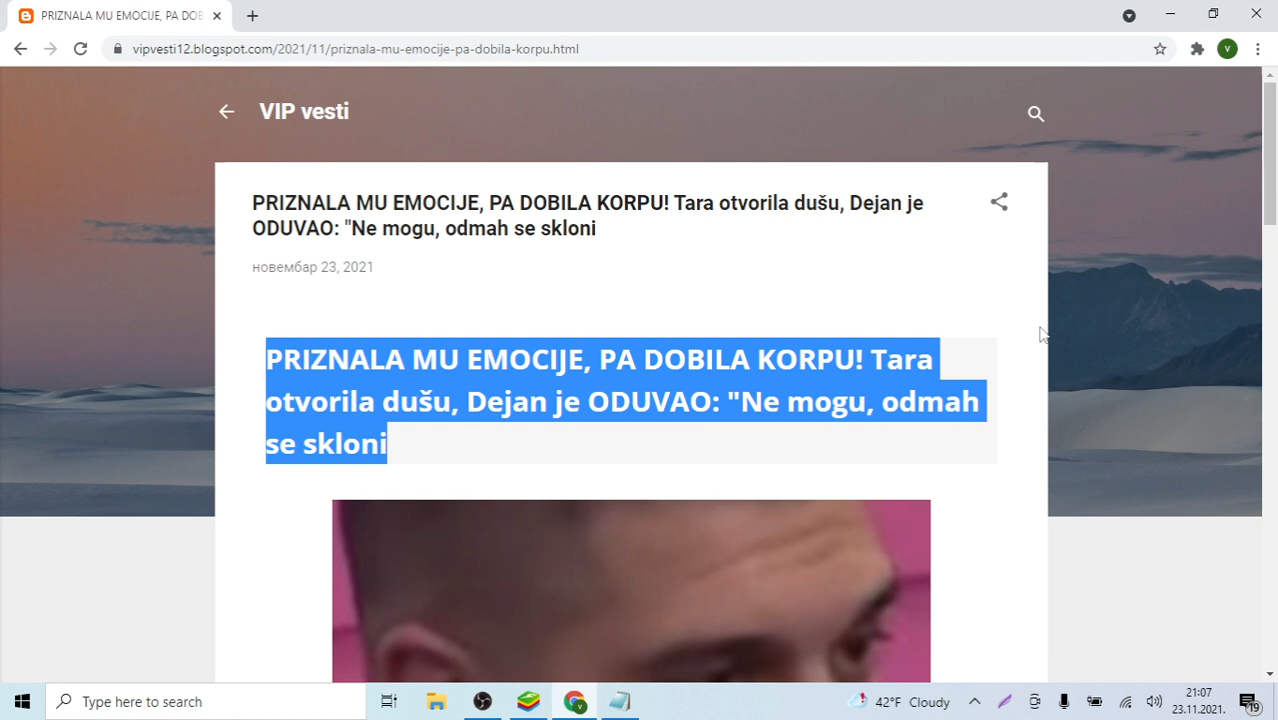 PRIZNALA MU EMOCIJE, PA DOB
vipvesti12.blogspot.com/2021/11/priznala-mu-emocije-pa-dobila-korpu.html
V
VIP vesti
PRIZNALA MU EMOCIJE, PA DOBILA KORPU! Tara otvorila dušu, Dejan je
ODUVAO: "Ne mogu, odmah se skloni
новембар 23, 2021
PRIZNALA MU EMOCIJE, PA DOBILA KORPU! Tara
otvorila dušu, Dejan je ODUVAO: "Ne mogu, odmah
se skloni
Type here to search
42°F Cloudy
21:07
23.11.2021.
19